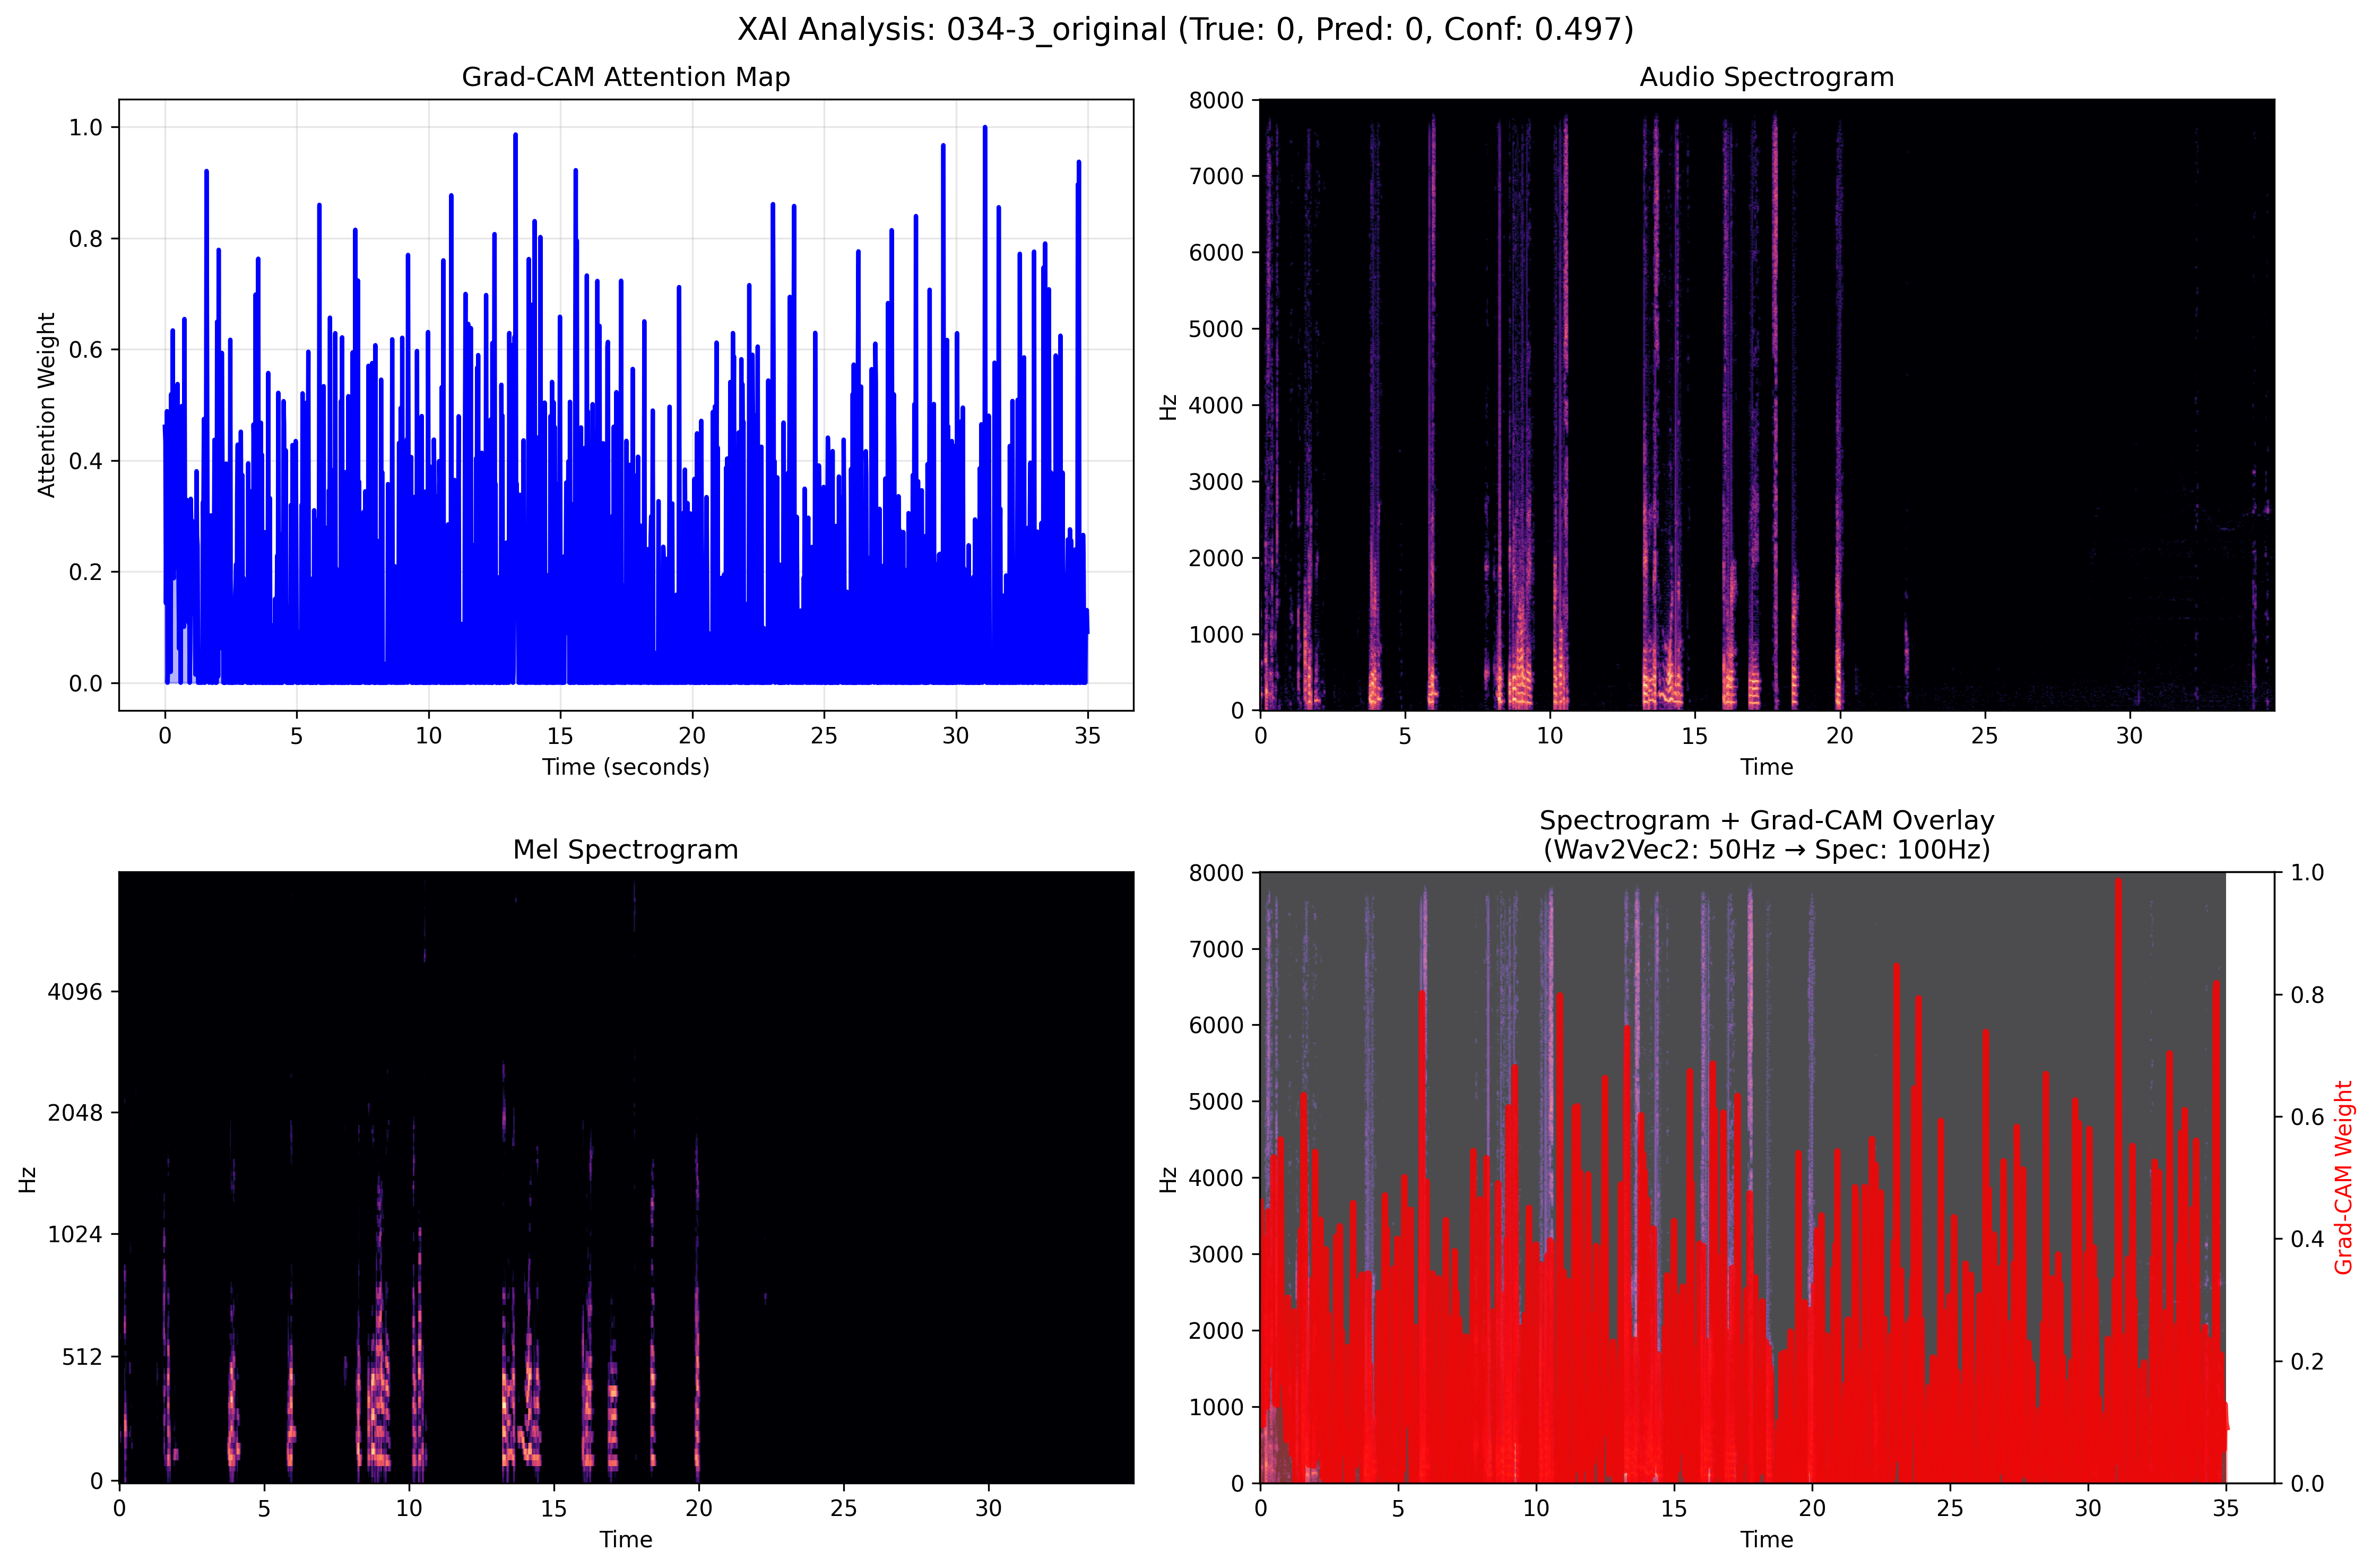 XAI Analysis: 034-3_original (True: 0, Pred: 0, Conf: 0.497)
Grad-CAM Attention Map
1.0
0.8
0.6
0.4
0.2
0.0
Attention Weight
0 5 10 15 20 25 30 35
Time (seconds)
Audio Spectrogram
8000
7000
6000
5000
4000
3000
2000
1000
0
Hz
0 5 10 15 20 25 30
Time
Mel Spectrogram
4096
2048
1024
512
0
Hz
0 5 10 15 20 25 30
Time
Spectrogram + Grad-CAM Overlay
(Wav2Vec2: 50Hz → Spec: 100Hz)
8000
7000
6000
5000
4000
3000
2000
1000
0
Hz
1.0
0.8
0.6
0.4
0.2
0.0
Grad-CAM Weight
0 5 10 15 20 25 30 35
Time